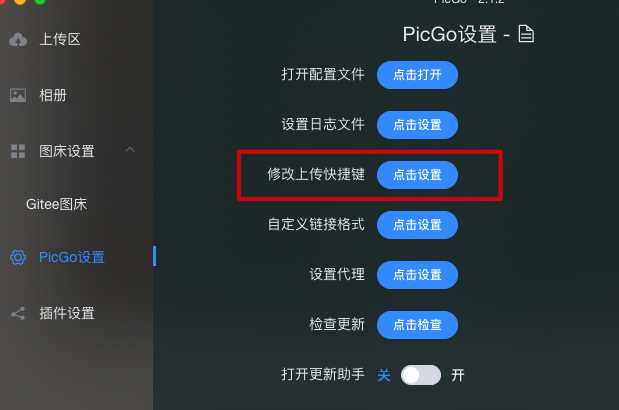 PicGo - 2.1.2
上传区
相册
图床设置
Gitee图床
PicGo设置
插件设置
PicGo设置 -
打开配置文件 点击打开
设置日志文件 点击设置
修改上传快捷键 点击设置
自定义链接格式 点击设置
设置代理 点击设置
检查更新 点击检查
打开更新助手 关 开